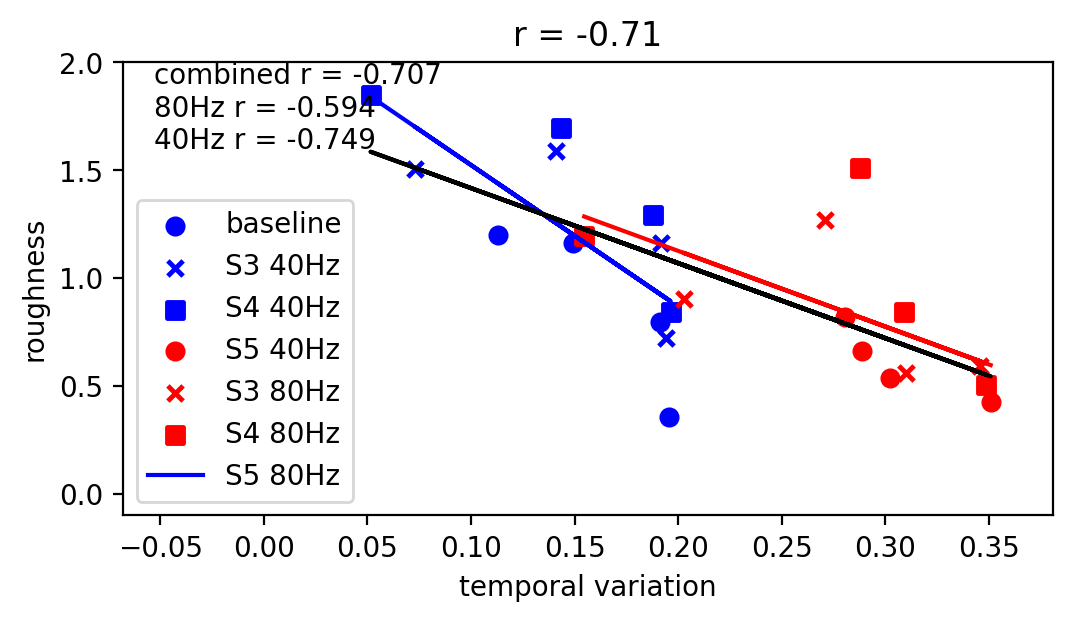 r = -0.71
combined r = -0.707
80Hz r = -0.594
40Hz r = -0.749
baseline
S3 40Hz
S4 40Hz
S5 40Hz
S3 80Hz
S4 80Hz
S5 80Hz
roughness
2.0
1.5
1.0
0.5
0.0
−0.05 0.00 0.05 0.10 0.15 0.20 0.25 0.30 0.35
temporal variation